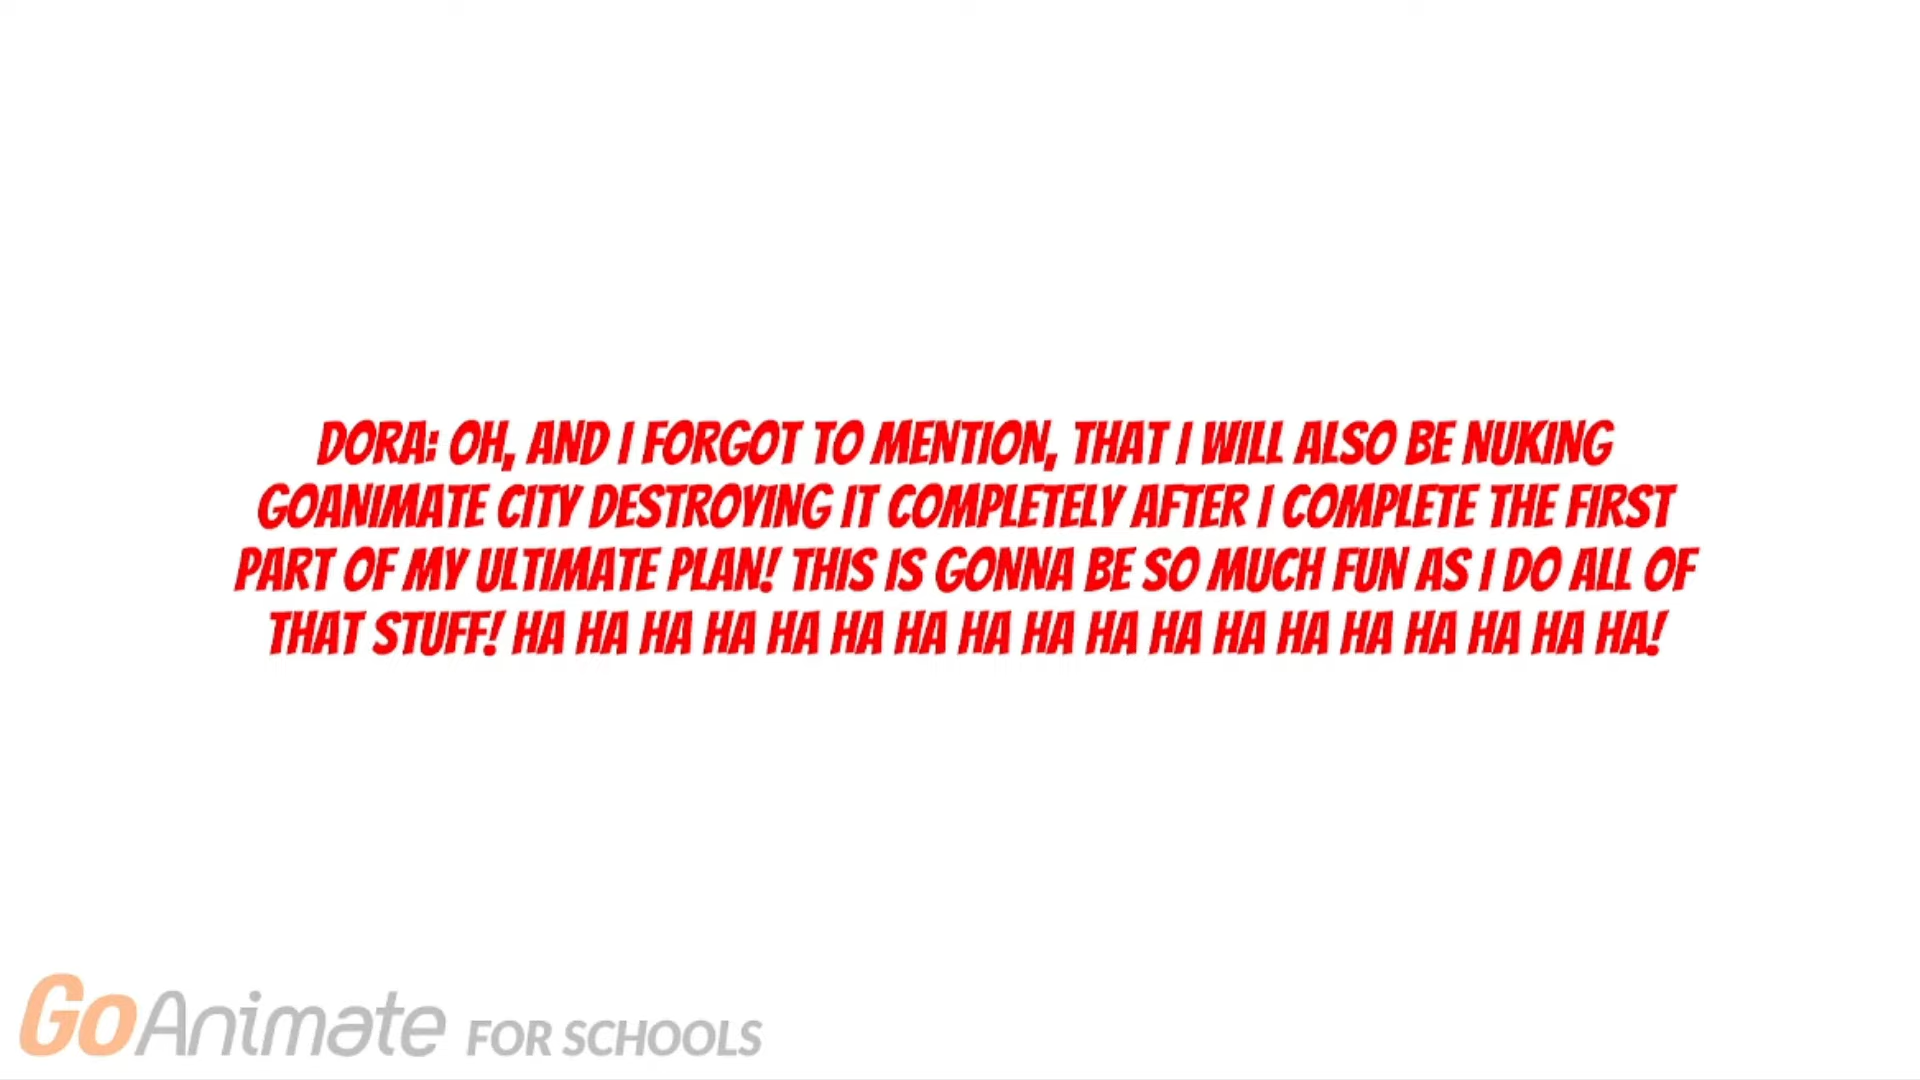 DORA: OH, AND I FORGOT TO MENTION, THAT I WILL ALSO BE NUKING
GOANIMATE CITY DESTROYING IT COMPLETELY AFTER I COMPLETE THE FIRST
PART OF MY ULTIMATE PLAN! THIS IS GONNA BE SO MUCH FUN AS I DO ALL OF
THAT STUFF! HA HA HA HA HA HA HA HA HA HA HA HA HA HA HA HA HA HA!
GoAnimate FOR SCHOOLS